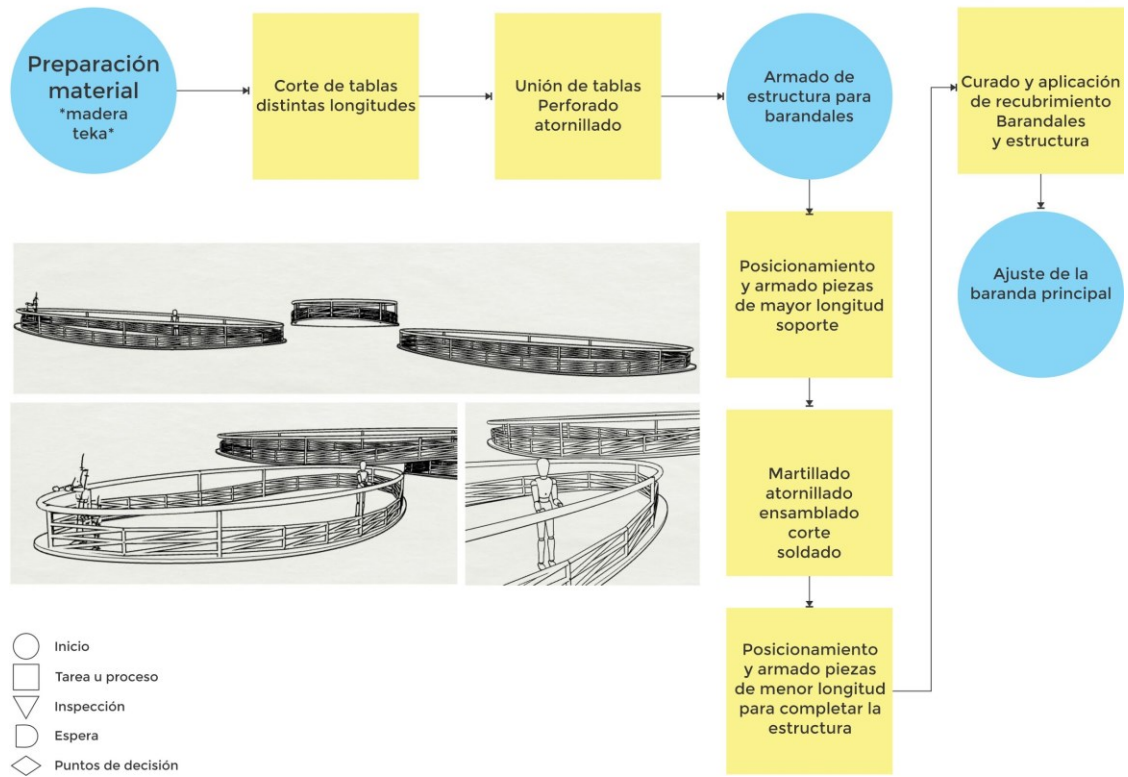 Preparación
material
*madera
teka*
Corte de tablas
distintas longitudes
Unión de tablas
Perforado
atornillado
Armado de
estructura para
barandales
Posicionamiento
y armado piezas
de mayor longitud
soporte
Martillado
atornillado
ensamblado
corte
soldado
Posicionamiento
y armado piezas
de menor longitud
para completar la
estructura
Curado y aplicación
de recubrimiento
Barandales
y estructura
Ajuste de la
baranda principal
Inicio
Tarea u proceso
Inspección
Espera
Puntos de decisión